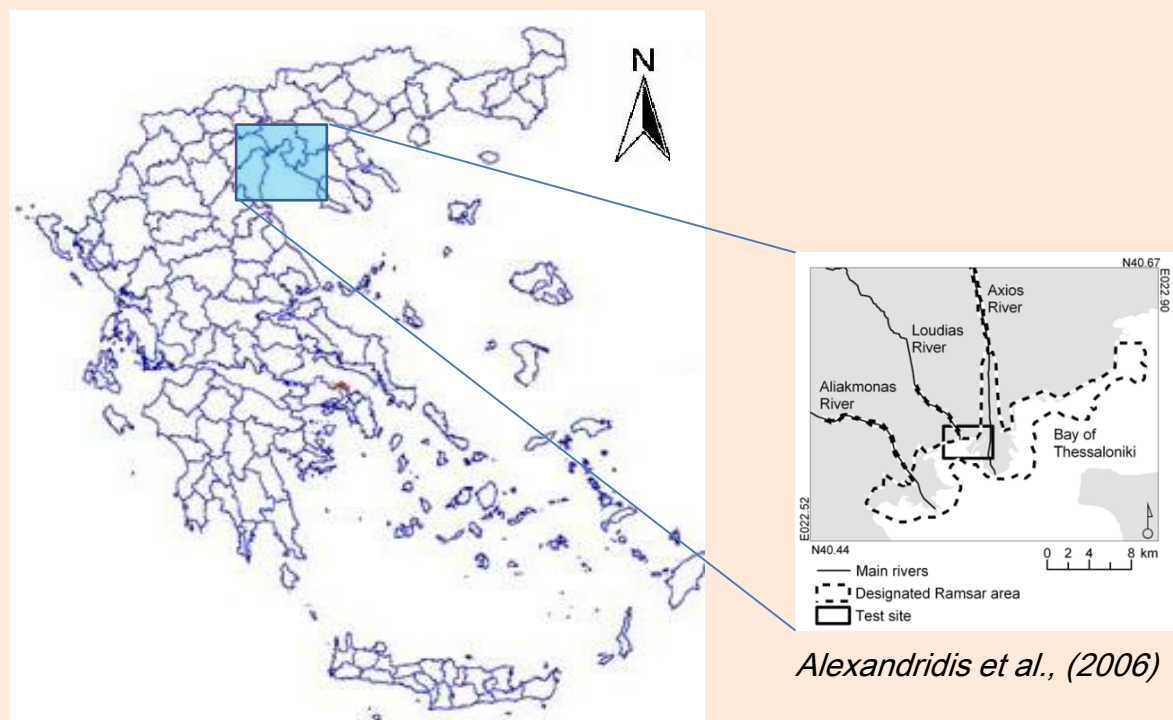 N
N40.67
E022.90
Axios
River
Loudias
River
Aliakmonas
River
Bay of
Thessaloniki
E022.52
N40.44
0 2 4 8 km
Main rivers
Designated Ramsar area
Test site
Alexandridis et al., (2006)